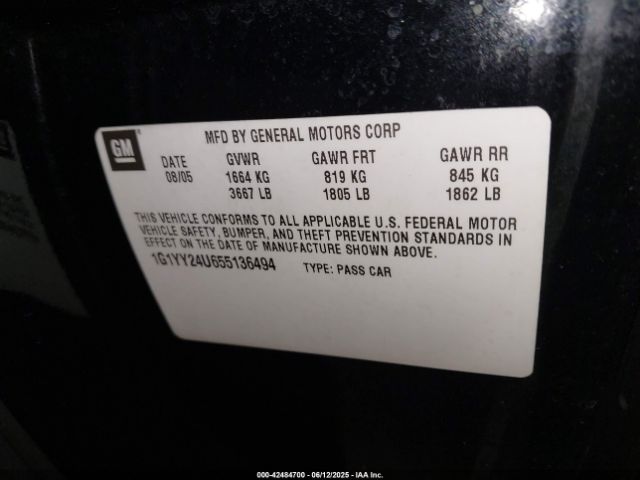 GM
MFD BY GENERAL MOTORS CORP
DATE GVWR GAWR FRT GAWR RR
08/05 1664 KG 819 KG 845 KG
3667 LB 1805 LB 1862 LB
THIS VEHICLE CONFORMS TO ALL APPLICABLE U.S. FEDERAL MOTOR
VEHICLE SAFETY, BUMPER, AND THEFT PREVENTION STANDARDS IN
EFFECT ON THE DATE OF MANUFACTURE SHOWN ABOVE.
1G1YY24U655136494 TYPE: PASS CAR
000-42484700 - 06/12/2025 - IAA Inc.